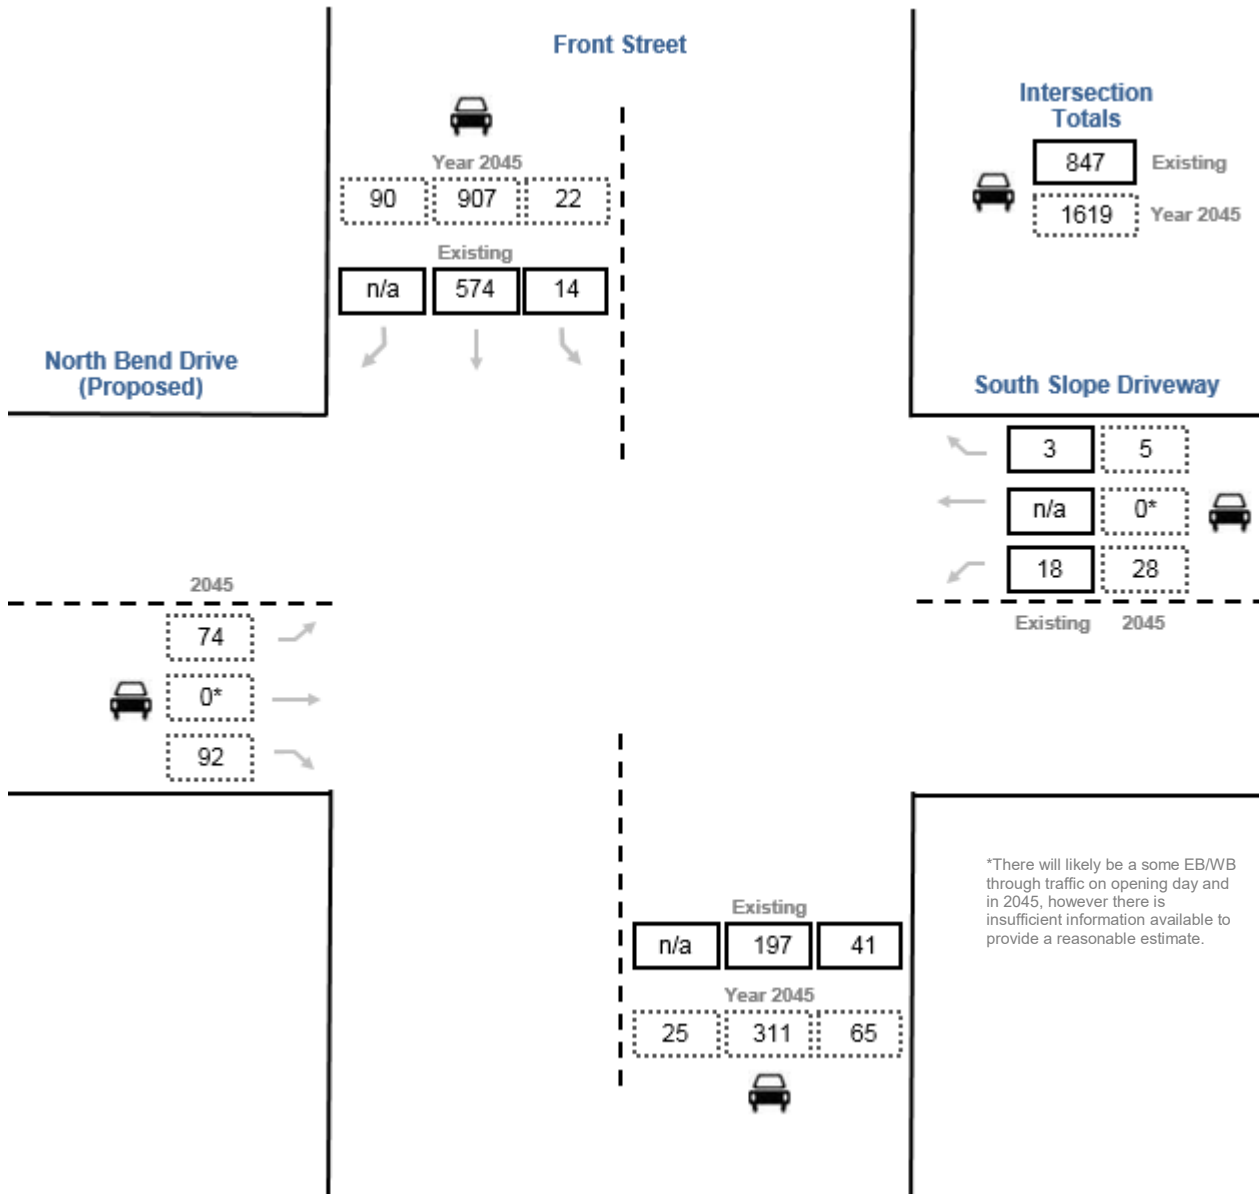 Front Street
Intersection
Totals
847 Existing
1619 Year 2045
Year 2045
90 907 22
Existing
n/a 574 14
North Bend Drive
(Proposed)
South Slope Driveway
3 5
n/a 0*
18 28
Existing 2045
2045
74
0*
92
*There will likely be a some EB/WB
through traffic on opening day and
in 2045, however there is
insufficient information available to
provide a reasonable estimate.
Existing
n/a 197 41
Year 2045
25 311 65